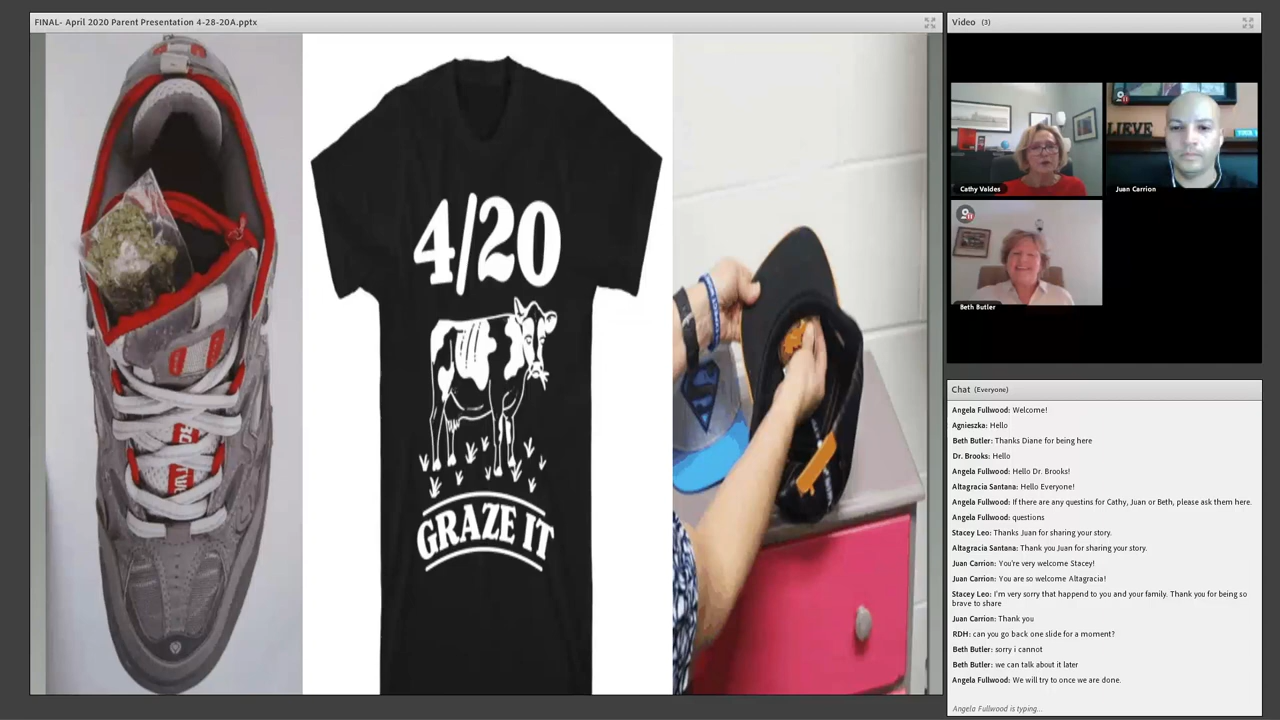 FINAL- April 2020 Parent Presentation 4-28-20A.pptx
4/20
GRAZE IT
Video (3)
LIEVE
Cathy Valdes
Juan Carrion
Beth Butler
Chat (Everyone)
Angela Fullwood: Welcome!
Agnieszka: Hello
Beth Butler: Thanks Diane for being here
Dr. Brooks: Hello
Angela Fullwood: Hello Dr. Brooks!
Altagracia Santana: Hello Everyone!
Angela Fullwood: If there are any questins for Cathy, Juan or Beth, please ask them here.
Angela Fullwood: questions
Stacey Leo: Thanks Juan for sharing your story.
Altagracia Santana: Thank you Juan for sharing your story.
Juan Carrion: You're very welcome Stacey!
Juan Carrion: You are so welcome Altagracia!
Stacey Leo: I'm very sorry that happend to you and your family. Thank you for being so
brave to share
Juan Carrion: Thank you
RDH: can you go back one slide for a moment?
Beth Butler: sorry i cannot
Beth Butler: we can talk about it later
Angela Fullwood: We will try to once we are done.
Angela Fullwood is typing...